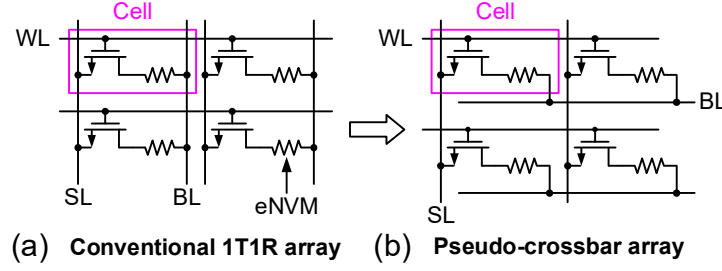 Cell
WL
SL
BL
eNVM
(a) Conventional 1T1R array
Cell
WL
BL
SL
(b) Pseudo-crossbar array